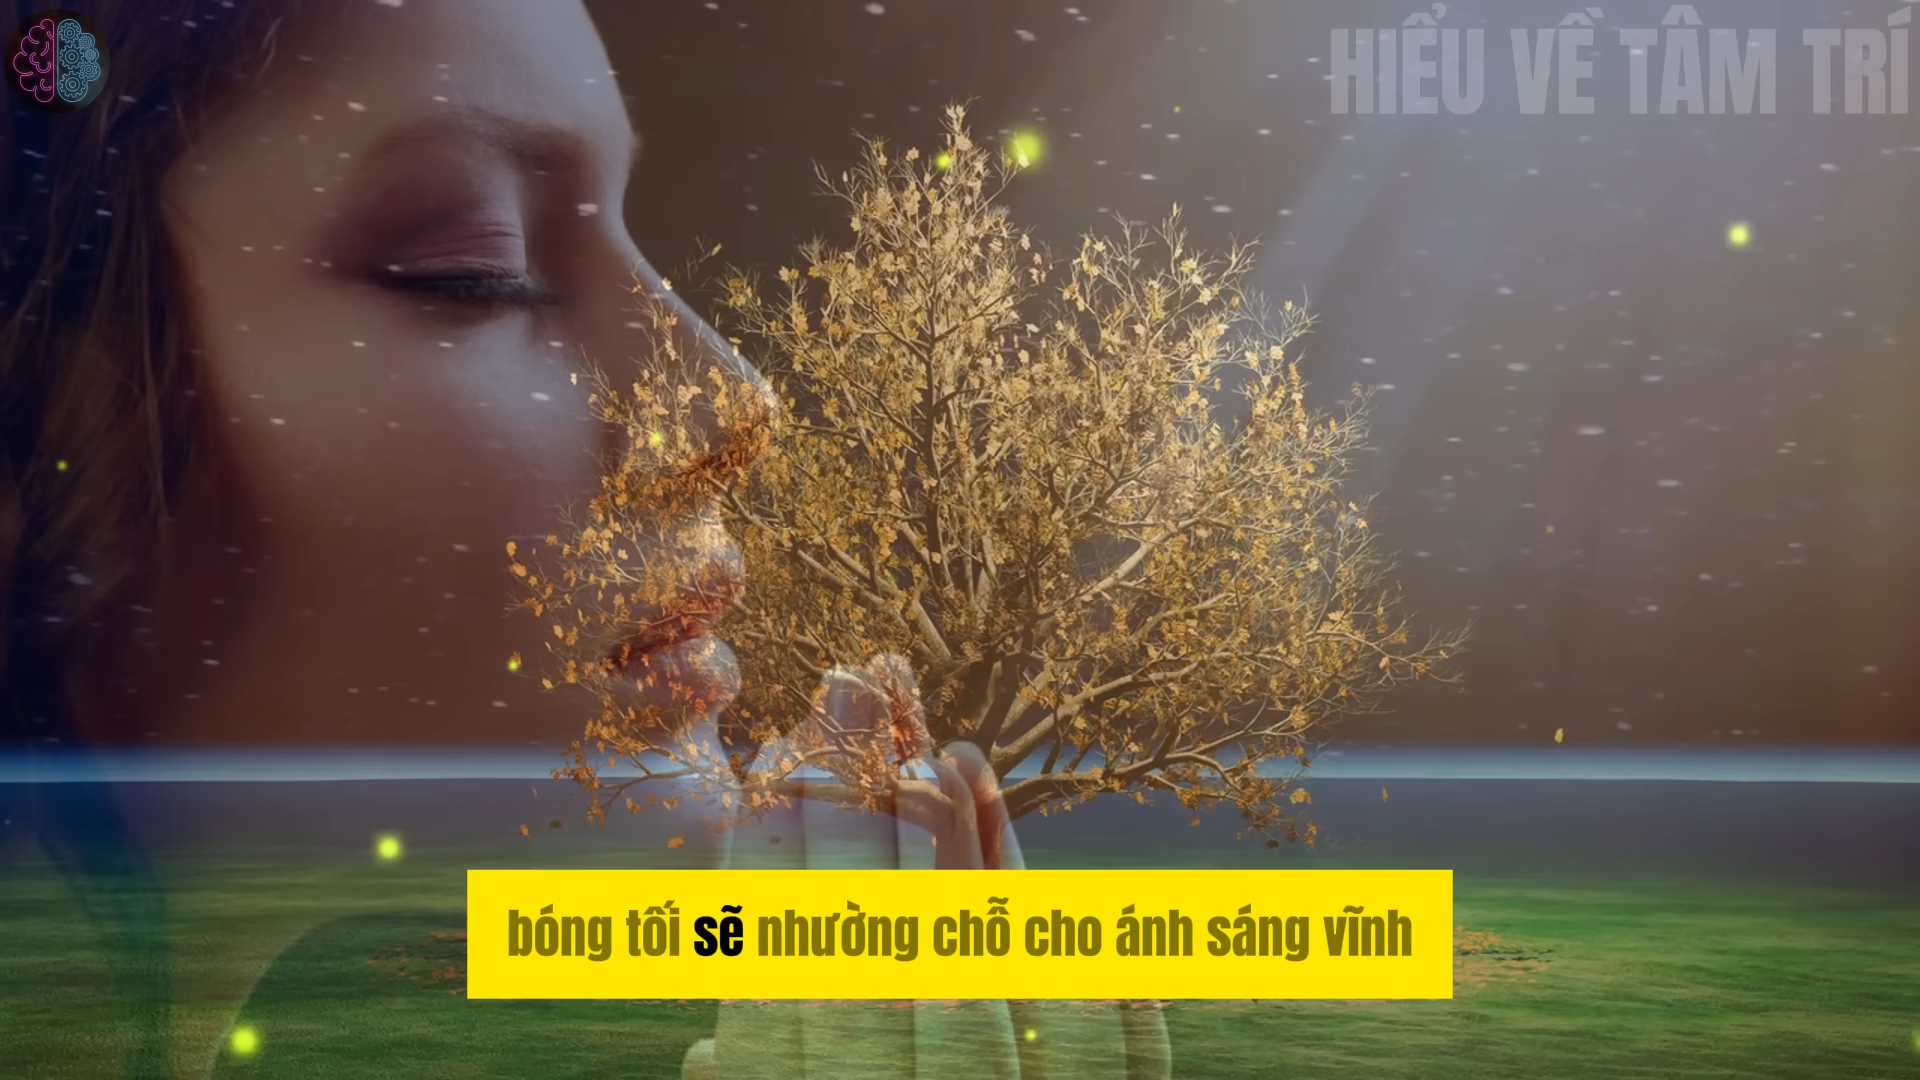 HIỂU VỀ TÂM TRÍ
bóng tối sẽ nhường chỗ cho ánh sáng vĩnh